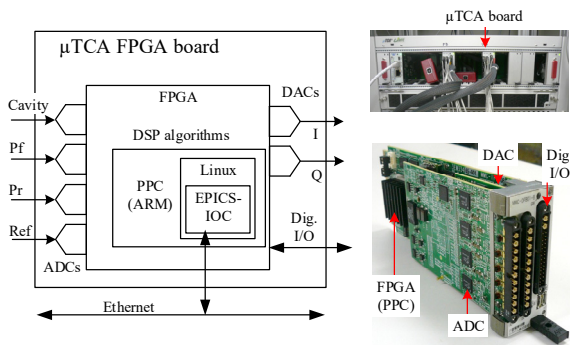 µTCA FPGA board
FPGA
DSP algorithms
PPC
(ARM)
Linux
EPICS-
IOC
Cavity
Pf
Pr
Ref
ADCs
DACs
I
Q
Dig.
I/O
Ethernet
µTCA board
DAC
Dig.
I/O
FPGA
(PPC)
ADC